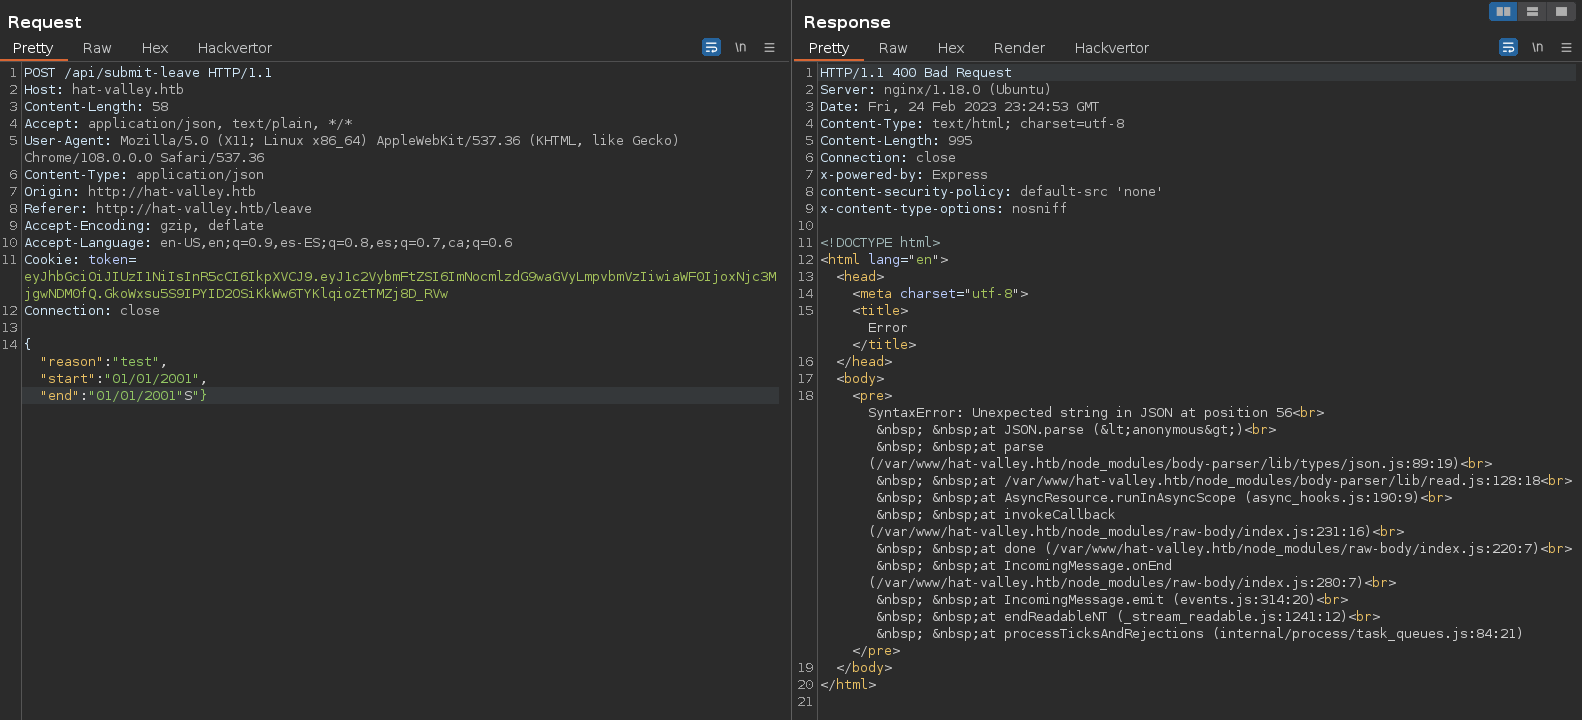 Request
Pretty Raw Hex Hackvertor \n
1 POST /api/submit-leave HTTP/1.1
2 Host: hat-valley.htb
3 Content-Length: 58
4 Accept: application/json, text/plain, */*
5 User-Agent: Mozilla/5.0 (X11; Linux x86_64) AppleWebKit/537.36 (KHTML, like Gecko)
Chrome/108.0.0.0 Safari/537.36
6 Content-Type: application/json
7 Origin: http://hat-valley.htb
8 Referer: http://hat-valley.htb/leave
9 Accept-Encoding: gzip, deflate
10 Accept-Language: en-US,en;q=0.9,es-ES;q=0.8,es;q=0.7,ca;q=0.6
11 Cookie: token=
eyJhbGciOiJIUzI1NiIsInR5cCI6IkpXVCJ9.eyJ1c2VybmFtZSI6ImNocmlzdG9waGVyLmpvbmVzIiwiaWF0IjoxNjc3M
jgwNDM0fQ.GkoWxsu5S9IPYID2OSiKkWw6TYKlqioZtTMZj8D_RVw
12 Connection: close
13
14 {
"reason":"test",
"start":"01/01/2001",
"end":"01/01/2001"S"}
Response
Pretty Raw Hex Render Hackvertor \n
1 HTTP/1.1 400 Bad Request
2 Server: nginx/1.18.0 (Ubuntu)
3 Date: Fri, 24 Feb 2023 23:24:53 GMT
4 Content-Type: text/html; charset=utf-8
5 Content-Length: 995
6 Connection: close
7 x-powered-by: Express
8 content-security-policy: default-src 'none'
9 x-content-type-options: nosniff
10
11 <!DOCTYPE html>
12 <html lang="en">
13 <head>
14 <meta charset="utf-8">
15 <title>
Error
</title>
16 </head>
17 <body>
18 <pre>
SyntaxError: Unexpected string in JSON at position 56<br>
&nbsp; &nbsp;at JSON.parse (&lt;anonymous&gt;)<br>
&nbsp; &nbsp;at parse
(/var/www/hat-valley.htb/node_modules/body-parser/lib/types/json.js:89:19)<br>
&nbsp; &nbsp;at /var/www/hat-valley.htb/node_modules/body-parser/lib/read.js:128:18<br>
&nbsp; &nbsp;at AsyncResource.runInAsyncScope (async_hooks.js:190:9)<br>
&nbsp; &nbsp;at invokeCallback
(/var/www/hat-valley.htb/node_modules/raw-body/index.js:231:16)<br>
&nbsp; &nbsp;at done (/var/www/hat-valley.htb/node_modules/raw-body/index.js:220:7)<br>
&nbsp; &nbsp;at IncomingMessage.onEnd
(/var/www/hat-valley.htb/node_modules/raw-body/index.js:280:7)<br>
&nbsp; &nbsp;at IncomingMessage.emit (events.js:314:20)<br>
&nbsp; &nbsp;at endReadableNT (_stream_readable.js:1241:12)<br>
&nbsp; &nbsp;at processTicksAndRejections (internal/process/task_queues.js:84:21)
</pre>
19 </body>
20 </html>
21